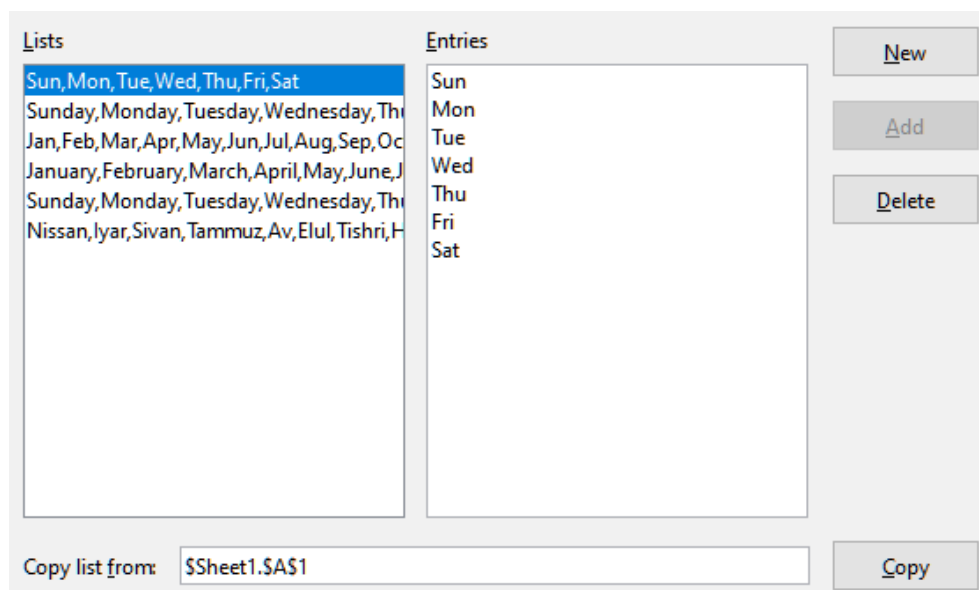 Lists
Sun,Mon,Tue,Wed,Thu,Fri,Sat
Sunday,Monday,Tuesday,Wednesday,Thu
Jan,Feb,Mar,Apr,May,Jun,Jul,Aug,Sep,Oc
January,February,March,April,May,June,J
Sunday,Monday,Tuesday,Wednesday,Thu
Nissan,Iyar,Sivan,Tammuz,Av,Elul,Tishri,H
Entries
Sun
Mon
Tue
Wed
Thu
Fri
Sat
New
Add
Delete
Copy list from: $Sheet1.$A$1
Copy